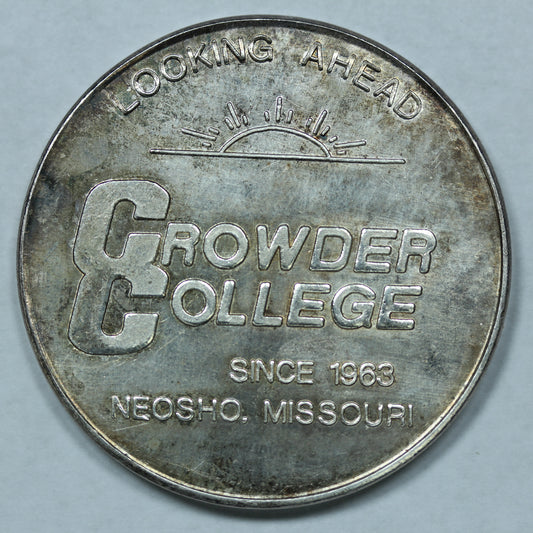 LOOKING AHEAD
CROWDER
COLLEGE
SINCE 1963
NEOSHO, MISSOURI